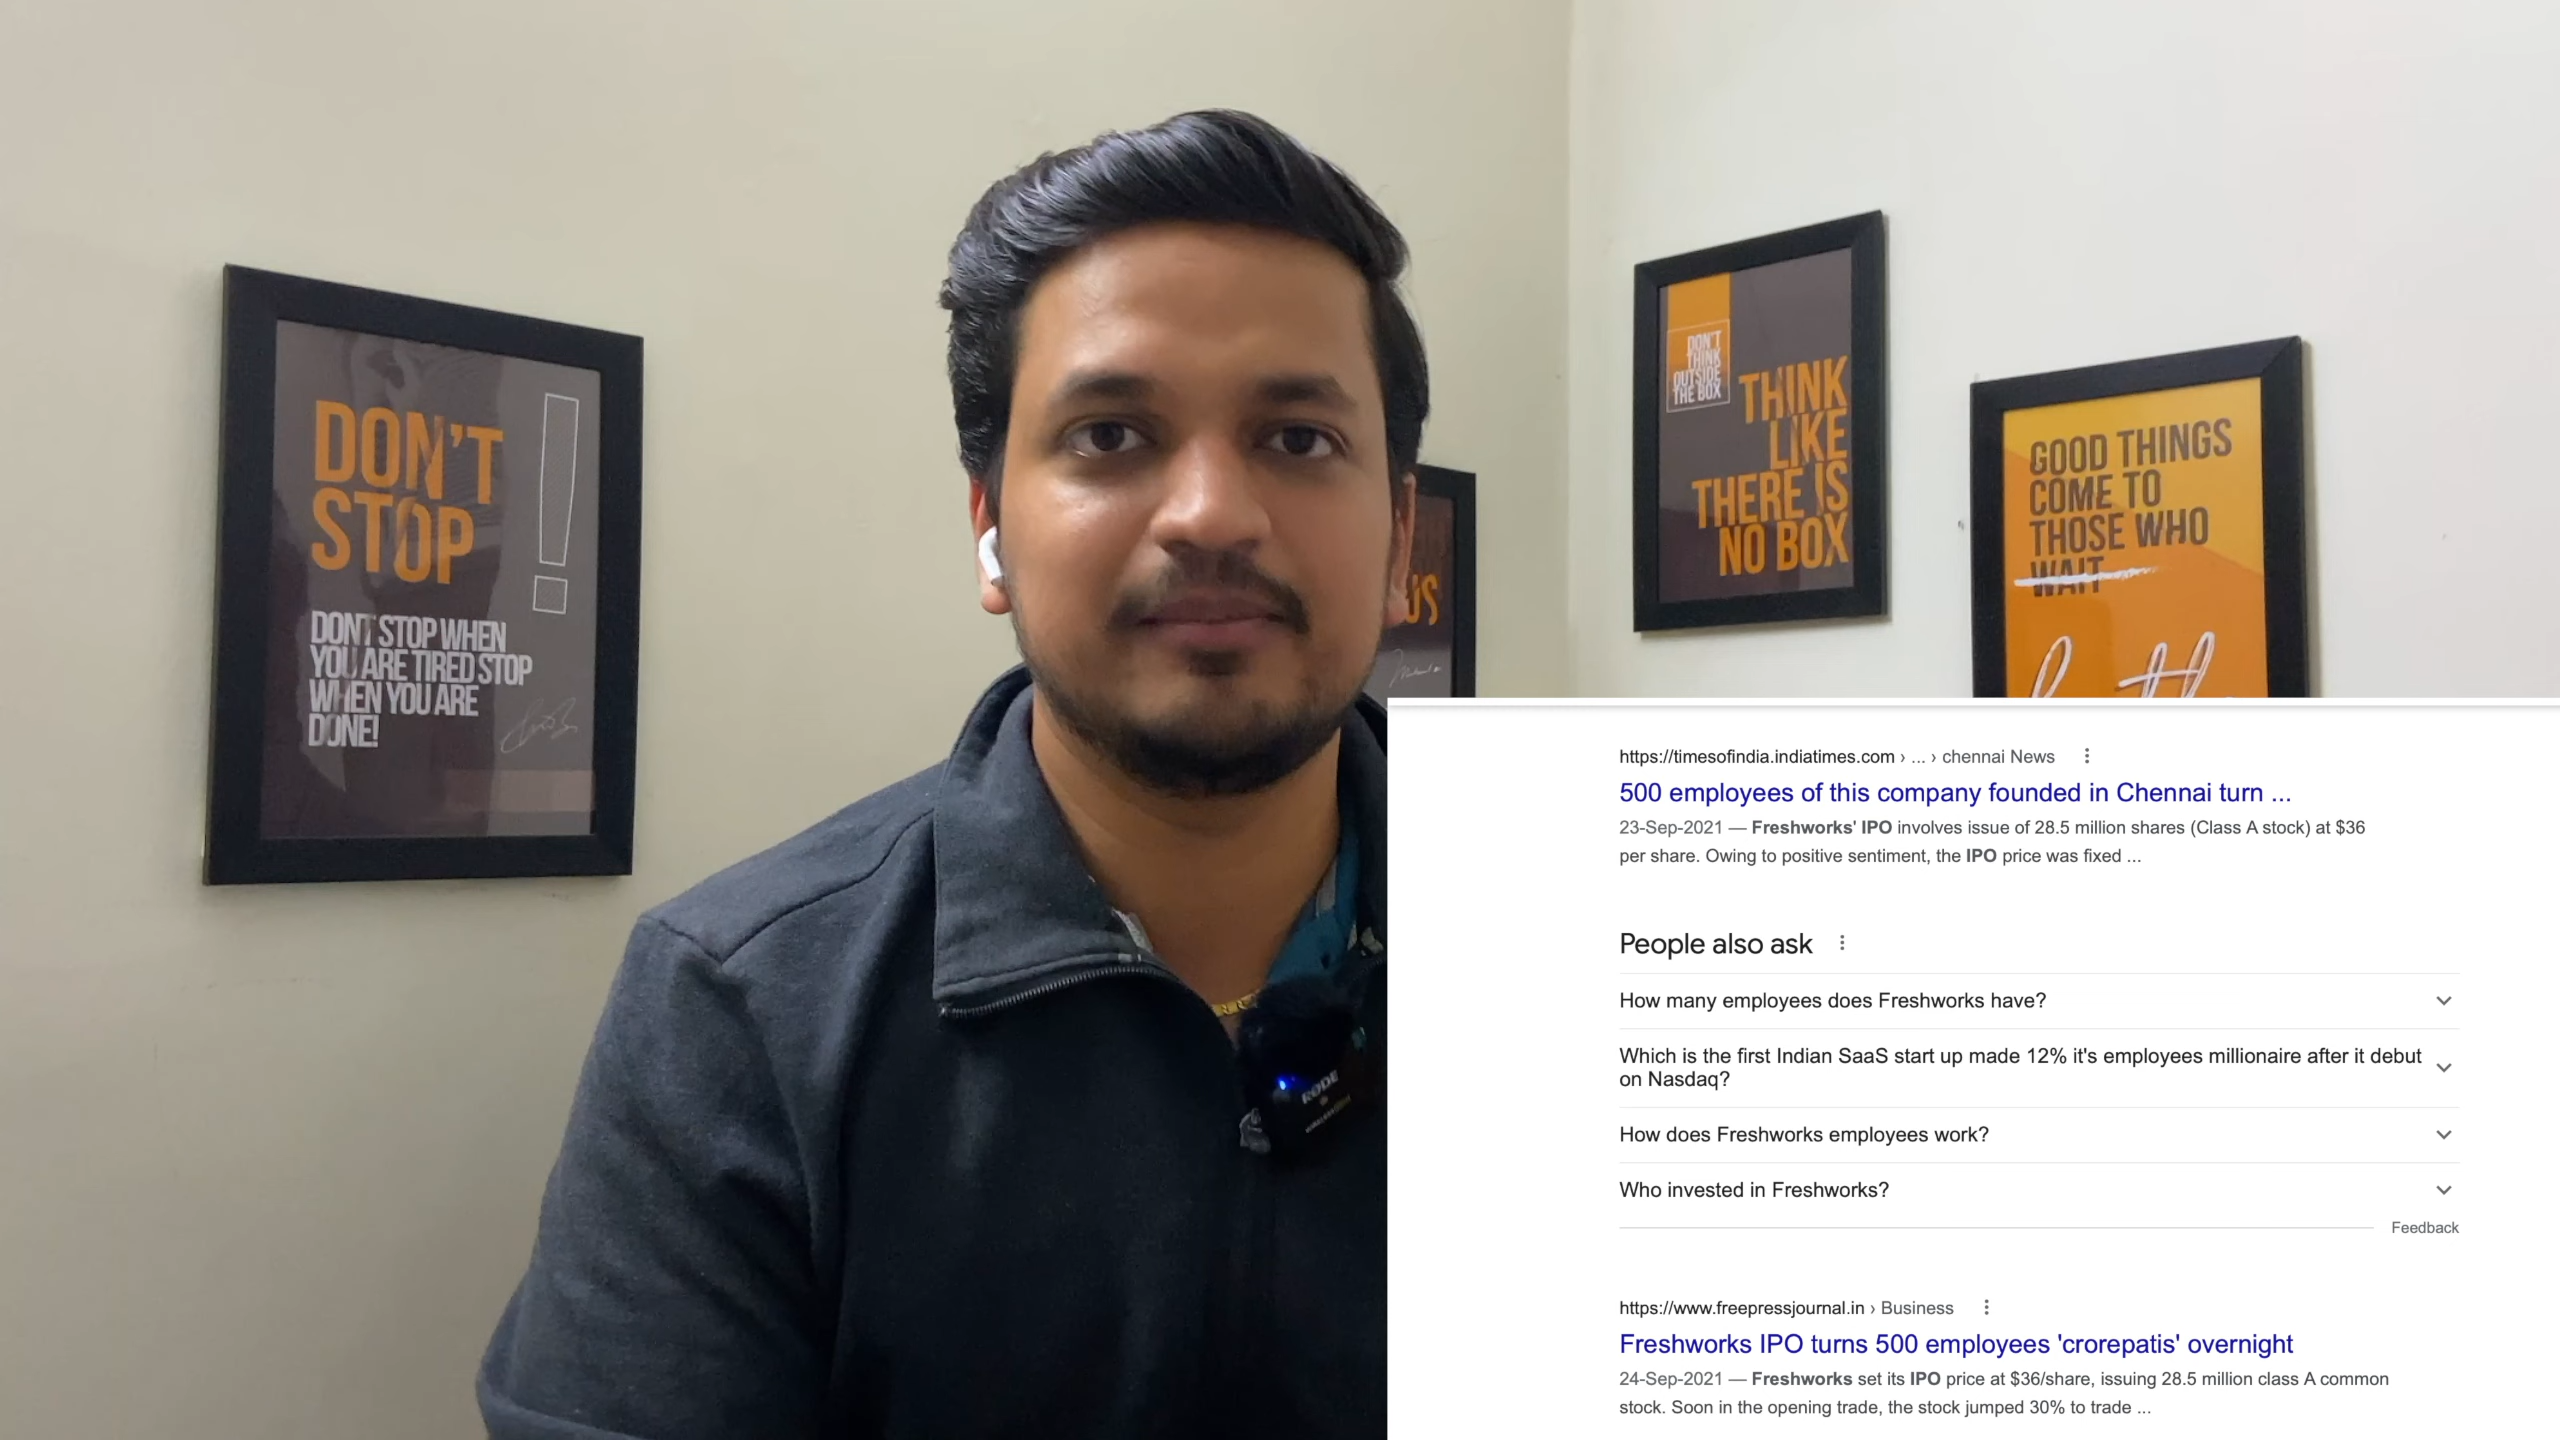 DON'T
STOP
DON'T STOP WHEN
YOU ARE TIRED STOP
WHEN YOU ARE
DONE!
US
DON'T
THINK
OUTSIDE
THE BOX
THINK
LIKE
THERE IS
NO BOX
GOOD THINGS
COME TO
THOSE WHO
WAIT
RODE
https://timesofindia.indiatimes.com › ... › chennai News
500 employees of this company founded in Chennai turn ...
23-Sep-2021 — Freshworks' IPO involves issue of 28.5 million shares (Class A stock) at $36
per share. Owing to positive sentiment, the IPO price was fixed ...
People also ask
How many employees does Freshworks have?
Which is the first Indian SaaS start up made 12% it's employees millionaire after it debut
on Nasdaq?
How does Freshworks employees work?
Who invested in Freshworks?
Feedback
https://www.freepressjournal.in › Business
Freshworks IPO turns 500 employees 'crorepatis' overnight
24-Sep-2021 — Freshworks set its IPO price at $36/share, issuing 28.5 million class A common
stock. Soon in the opening trade, the stock jumped 30% to trade ...